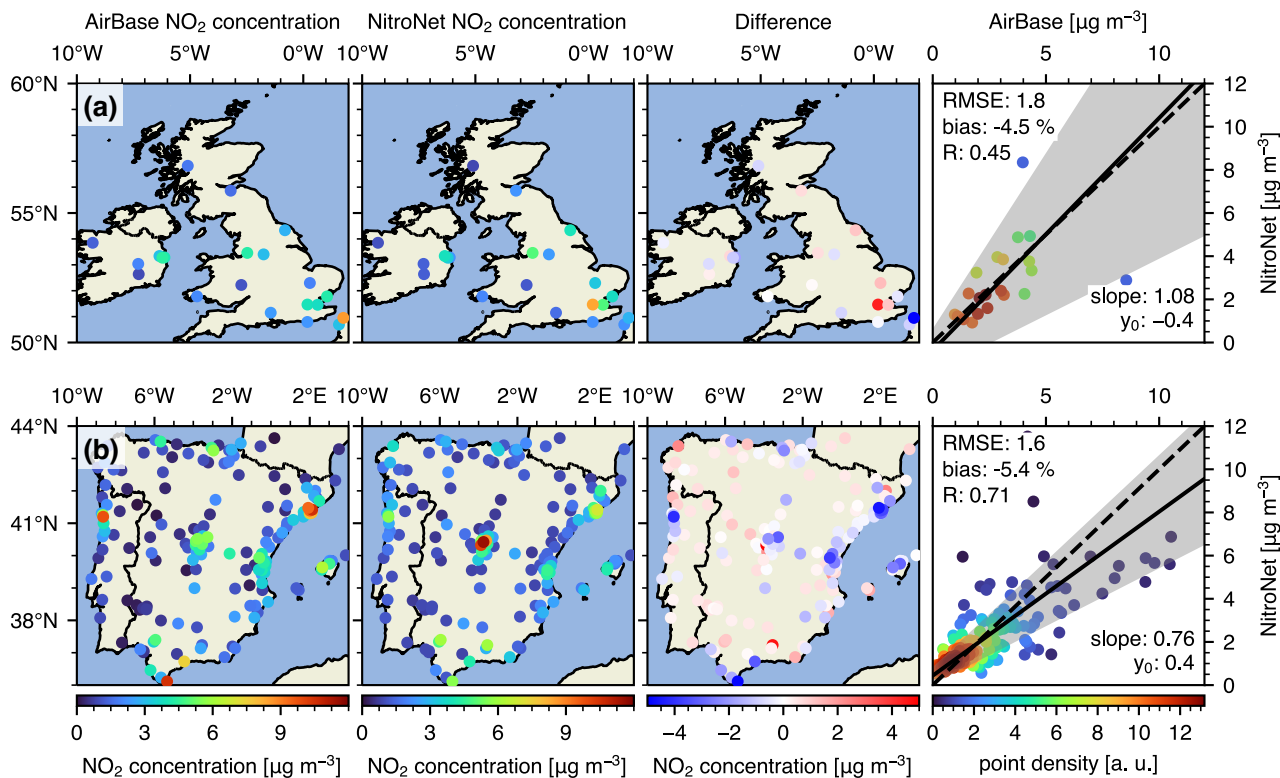 AirBase NO₂ concentration
NitroNet NO₂ concentration
Difference
AirBase [µg m⁻³]
10°W 5°W 0°W
10°W 5°W 0°W
10°W 5°W 0°W
0 5 10
60°N
55°N
50°N
(a)
RMSE: 1.8
bias: -4.5 %
R: 0.45
slope: 1.08
y₀: −0.4
12
10
8
6
4
2
0
NitroNet [µg m⁻³]
10°W 6°W 2°W 2°E 10°W 6°W 2°W 2°E 10°W 6°W 2°W 2°E
0 5 10
44°N
41°N
38°N
(b)
RMSE: 1.6
bias: -5.4 %
R: 0.71
slope: 0.76
y₀: 0.4
12
10
8
6
4
2
0
NitroNet [µg m⁻³]
0 3 6 9
0 3 6 9
−4 −2 0 2 4
0 2 4 6 8 10 12
NO₂ concentration [µg m⁻³]
NO₂ concentration [µg m⁻³]
NO₂ concentration [µg m⁻³]
point density [a. u.]